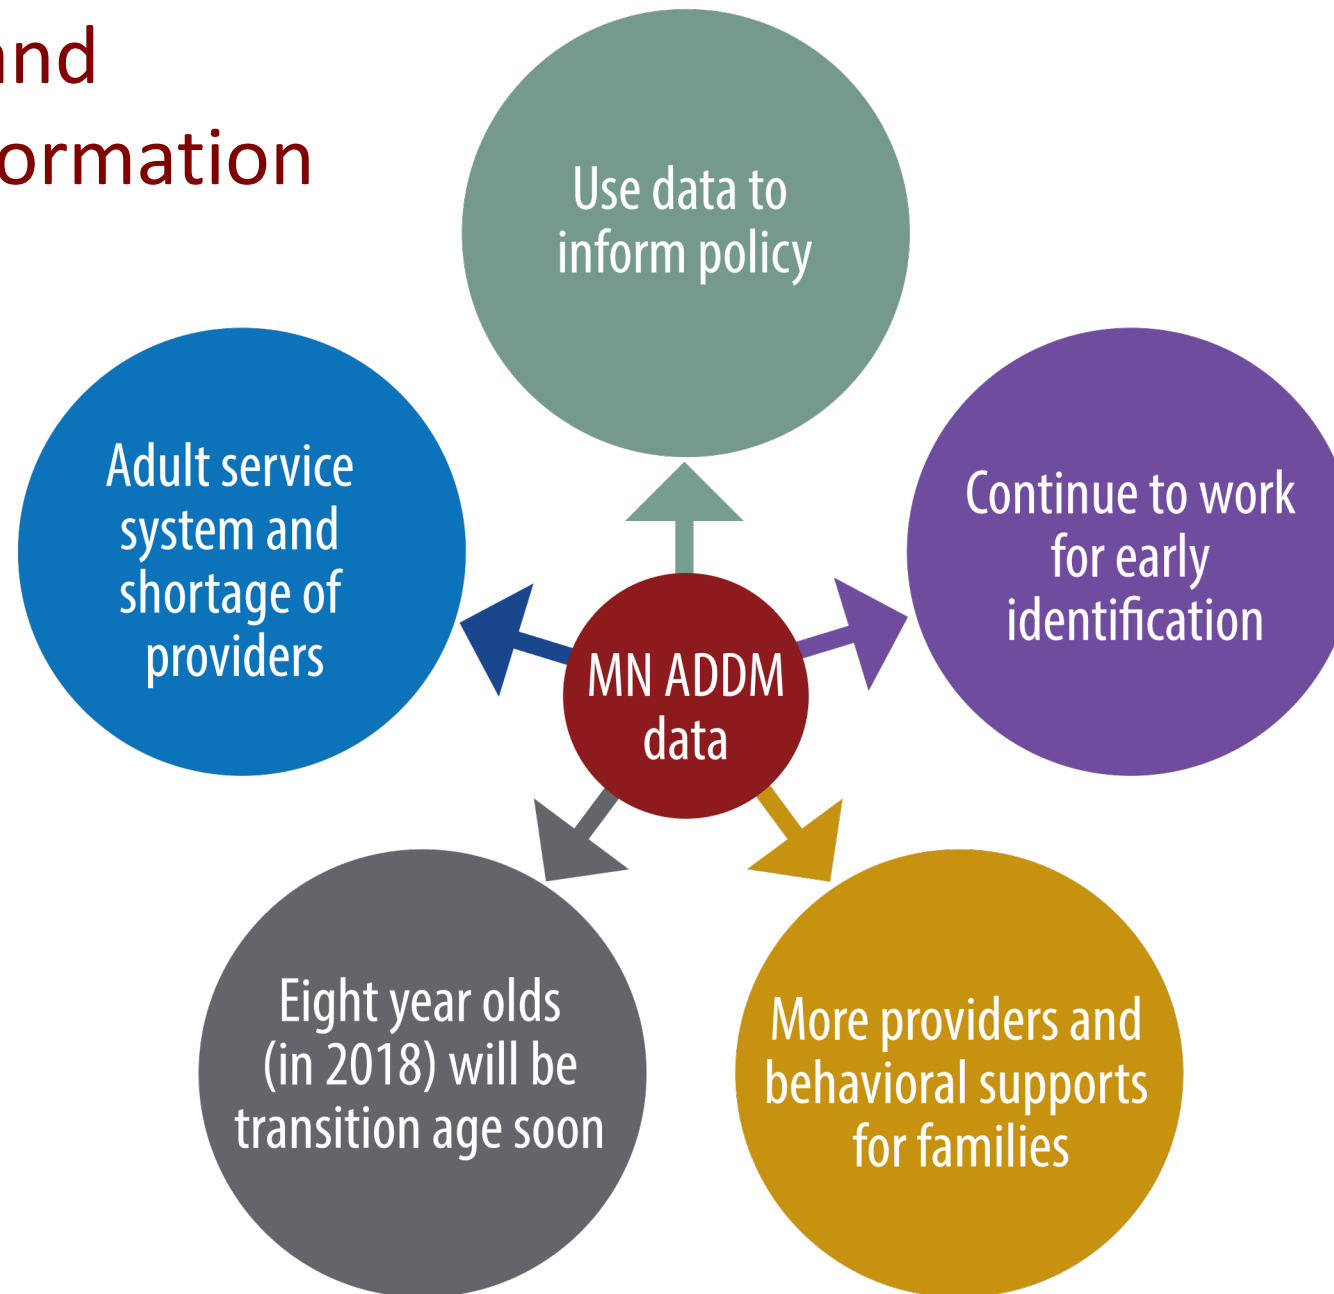 and
ormation
Use data to
inform policy
Adult service
system and
shortage of
providers
Continue to work
for early
identification
MN ADDM
data
Eight year olds
(in 2018) will be
transition age soon
More providers and
behavioral supports
for families